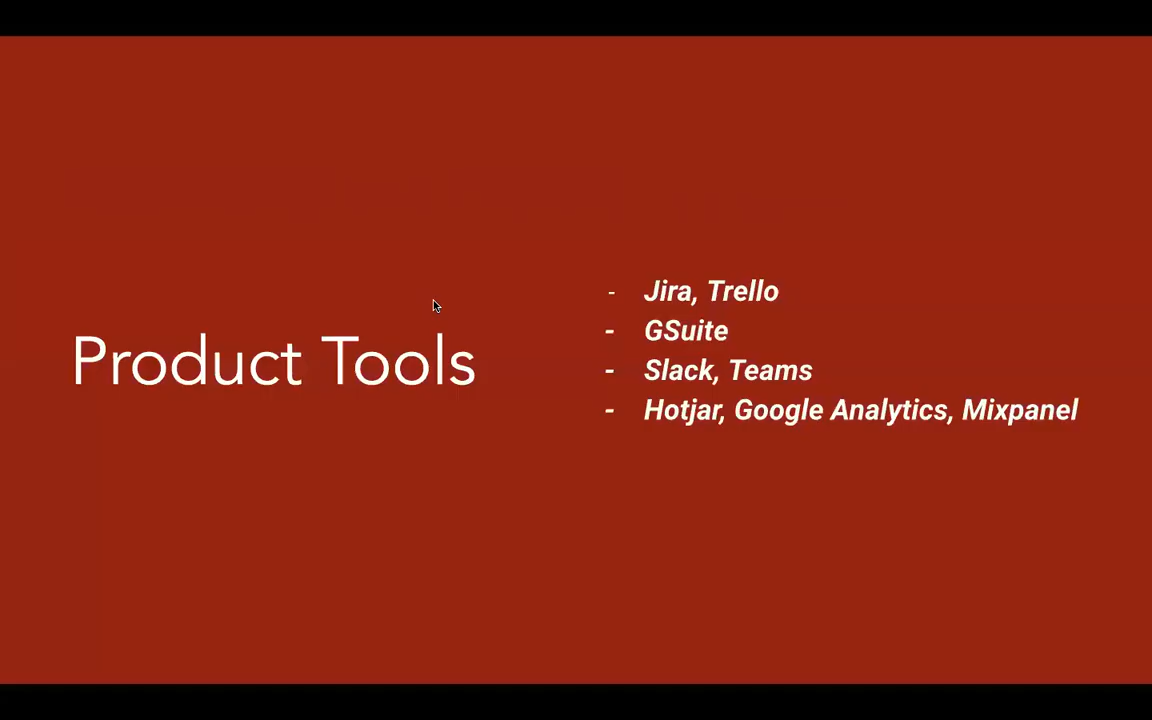 Product Tools
- Jira, Trello
- GSuite
- Slack, Teams
- Hotjar, Google Analytics, Mixpanel